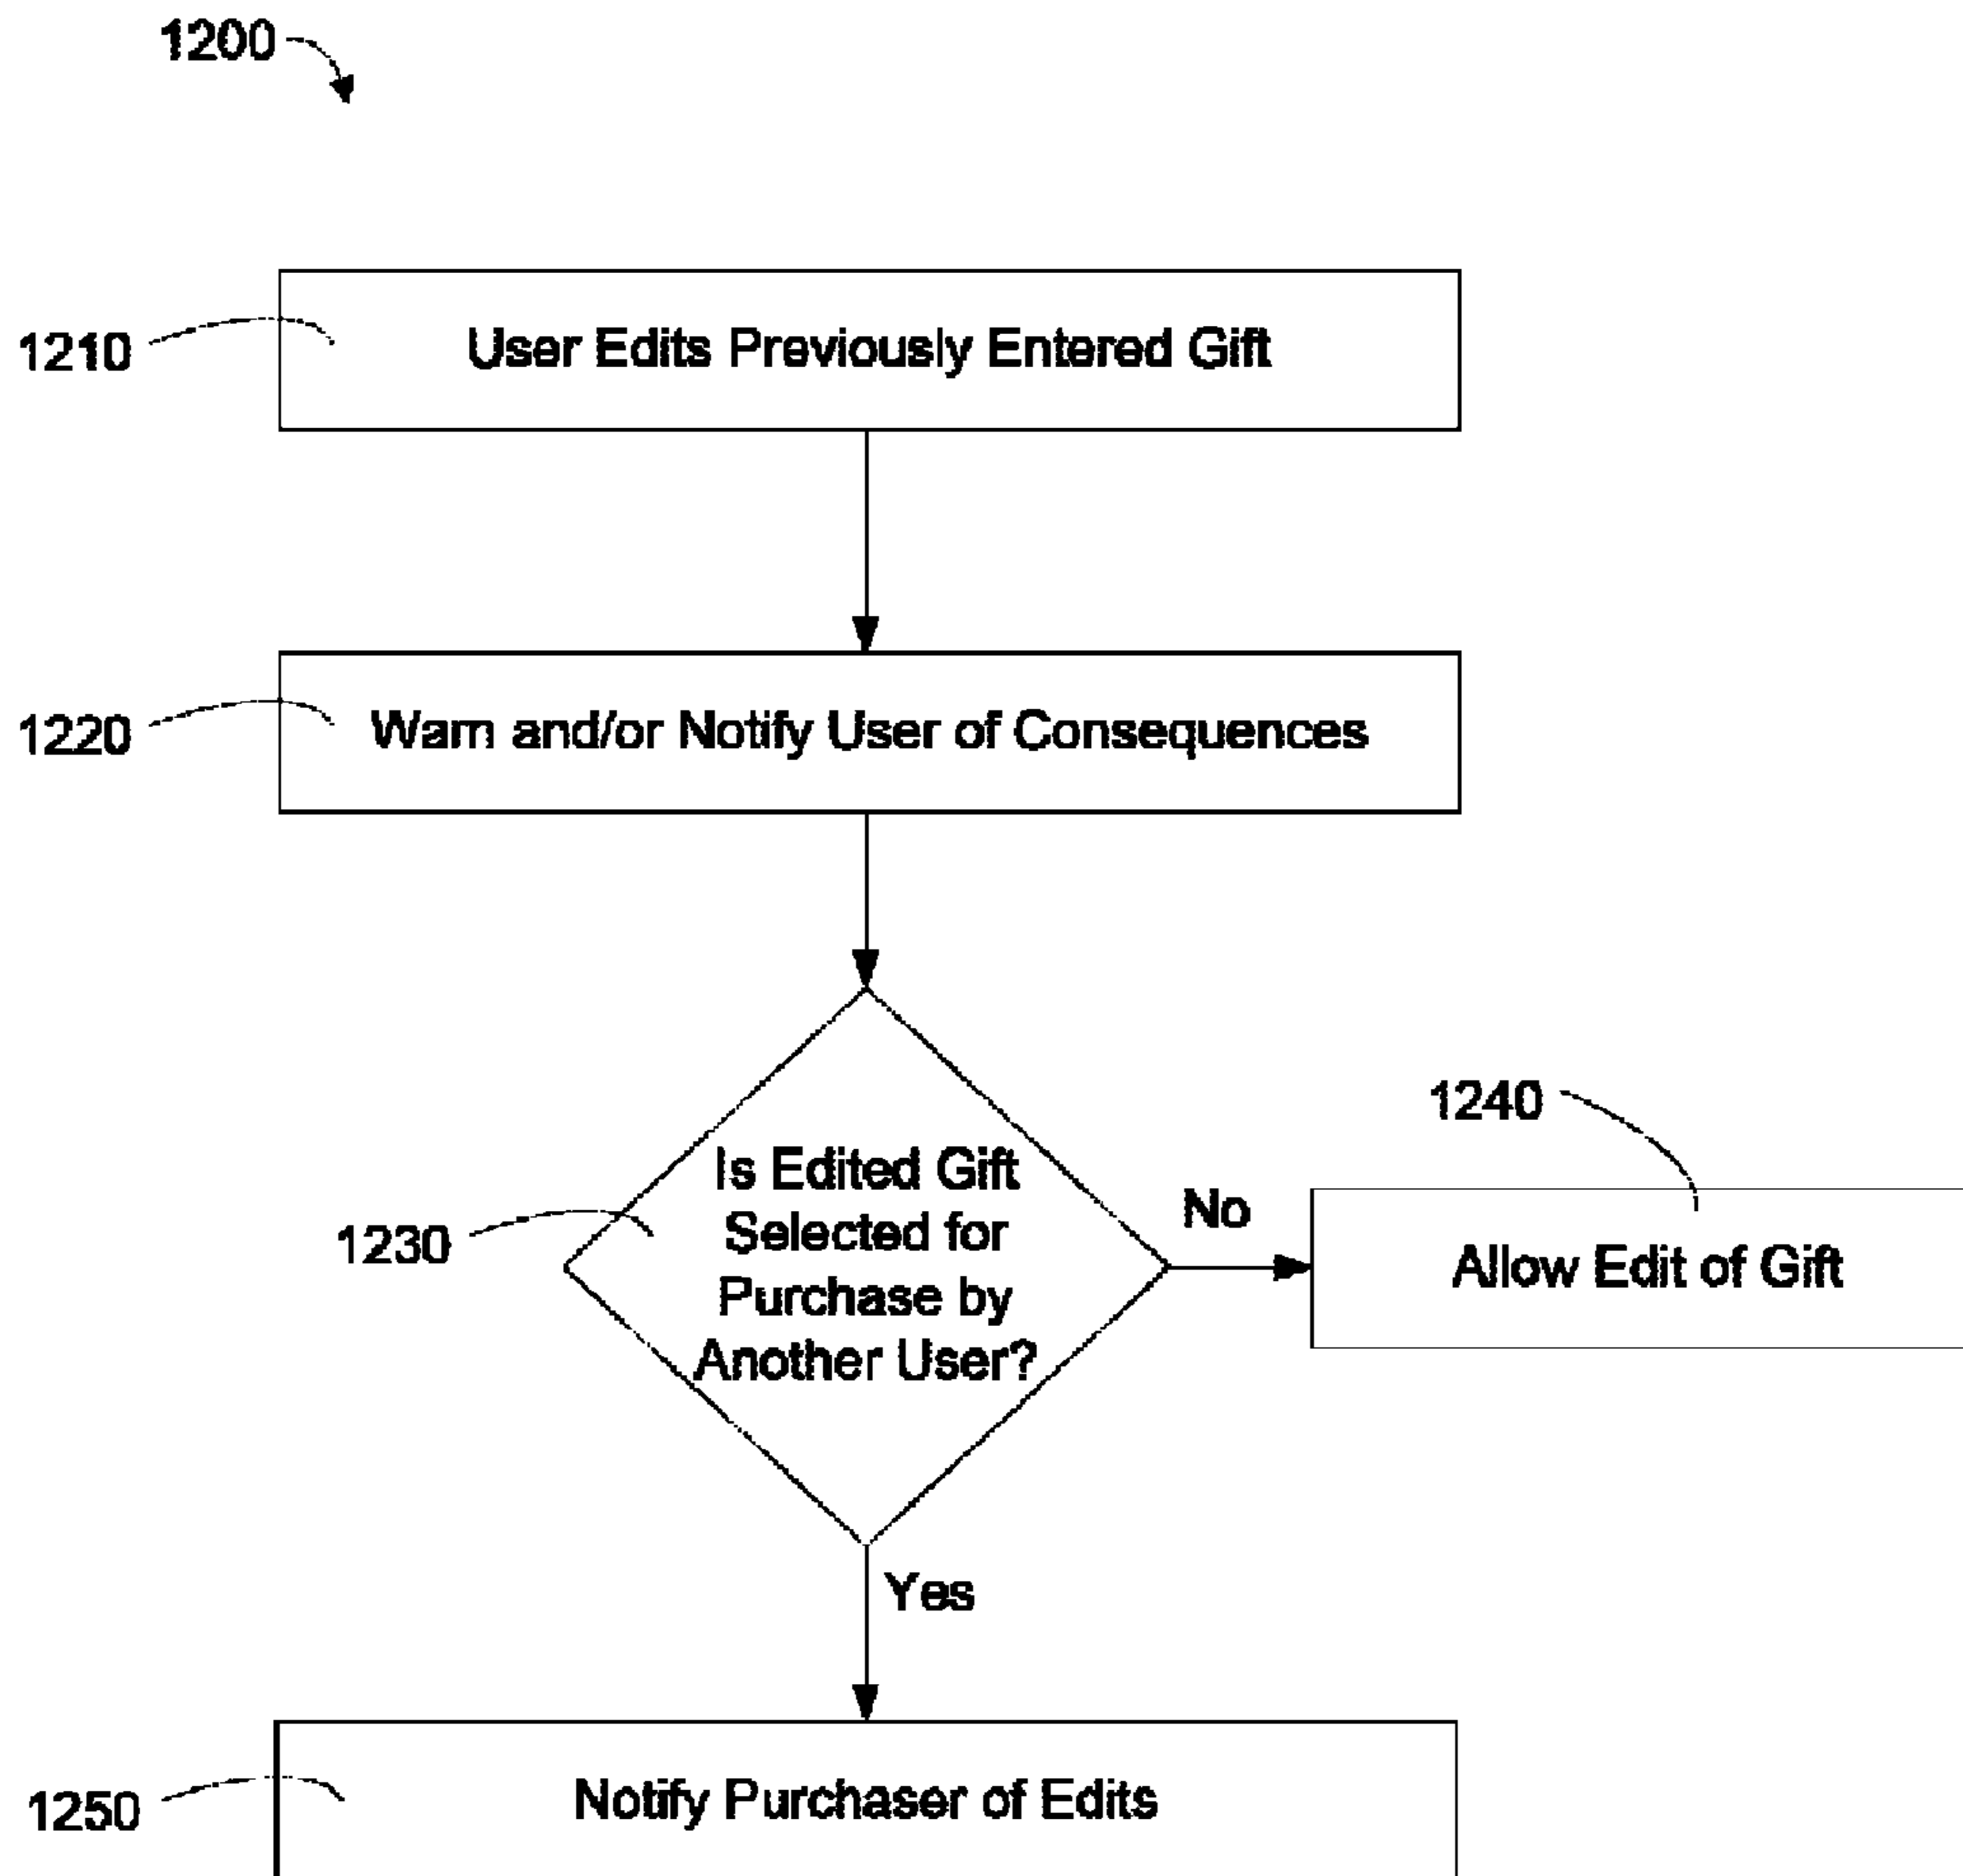 1200
1210
User Edits Previously Entered Gift
1220
Warn and/or Notify User of Consequences
1230
Is Edited Gift
Selected for
Purchase by
Another User?
No
1240
Allow Edit of Gift
Yes
1250
Notify Purchaser of Edits